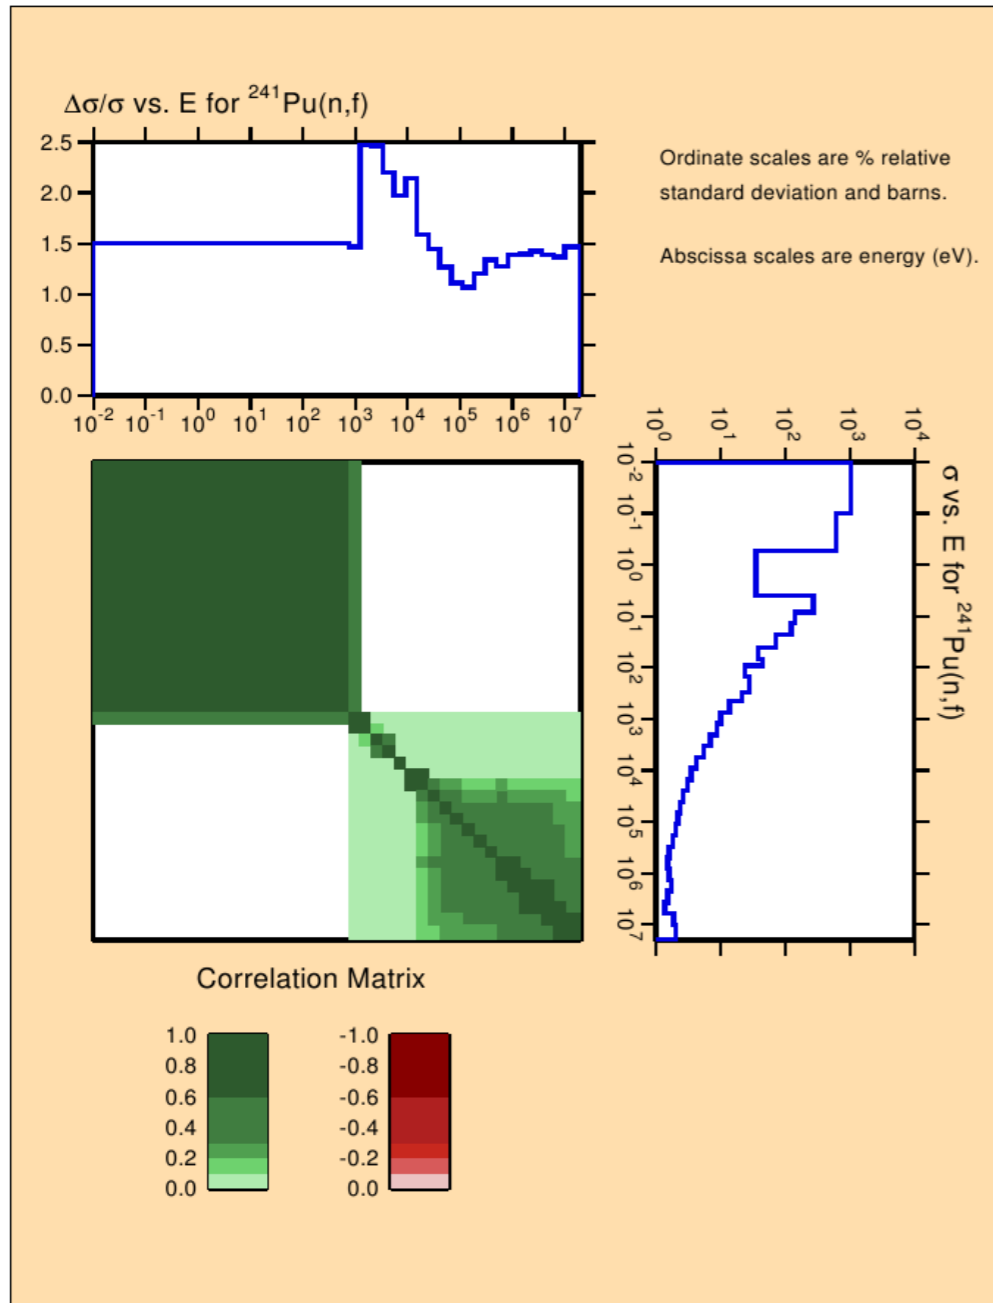 Δσ/σ vs. E for ²⁴¹Pu(n,f)
2.5
2.0
1.5
1.0
0.5
0.0
10⁻² 10⁻¹ 10⁰ 10¹ 10² 10³ 10⁴ 10⁵ 10⁶ 10⁷
Ordinate scales are % relative
standard deviation and barns.
Abscissa scales are energy (eV).
10⁰ 10¹ 10² 10³ 10⁴
σ vs. E for ²⁴¹Pu(n,f)
10⁻² 10⁻¹ 10⁰ 10¹ 10² 10³ 10⁴ 10⁵ 10⁶ 10⁷
Correlation Matrix
1.0
0.8
0.6
0.4
0.2
0.0
-1.0
-0.8
-0.6
-0.4
-0.2
0.0